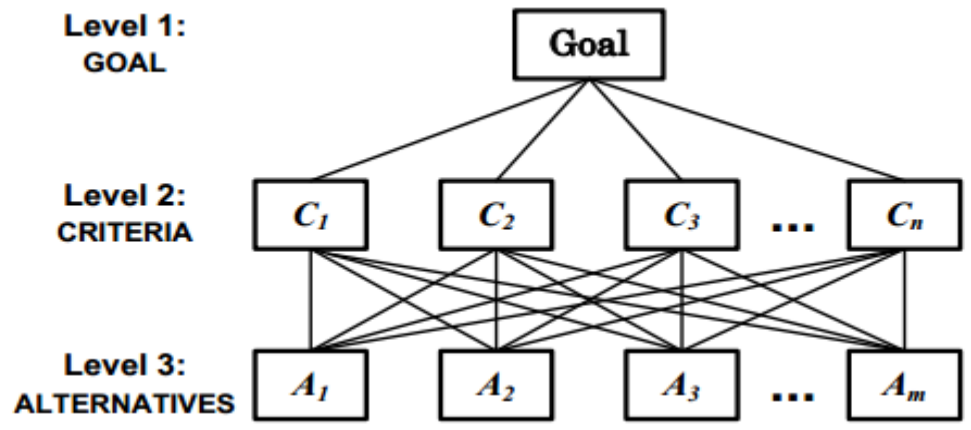 Level 1:
GOAL
Goal
Level 2:
CRITERIA
C1 C2 C3 ... Cn
Level 3:
ALTERNATIVES
A1 A2 A3 ... Am